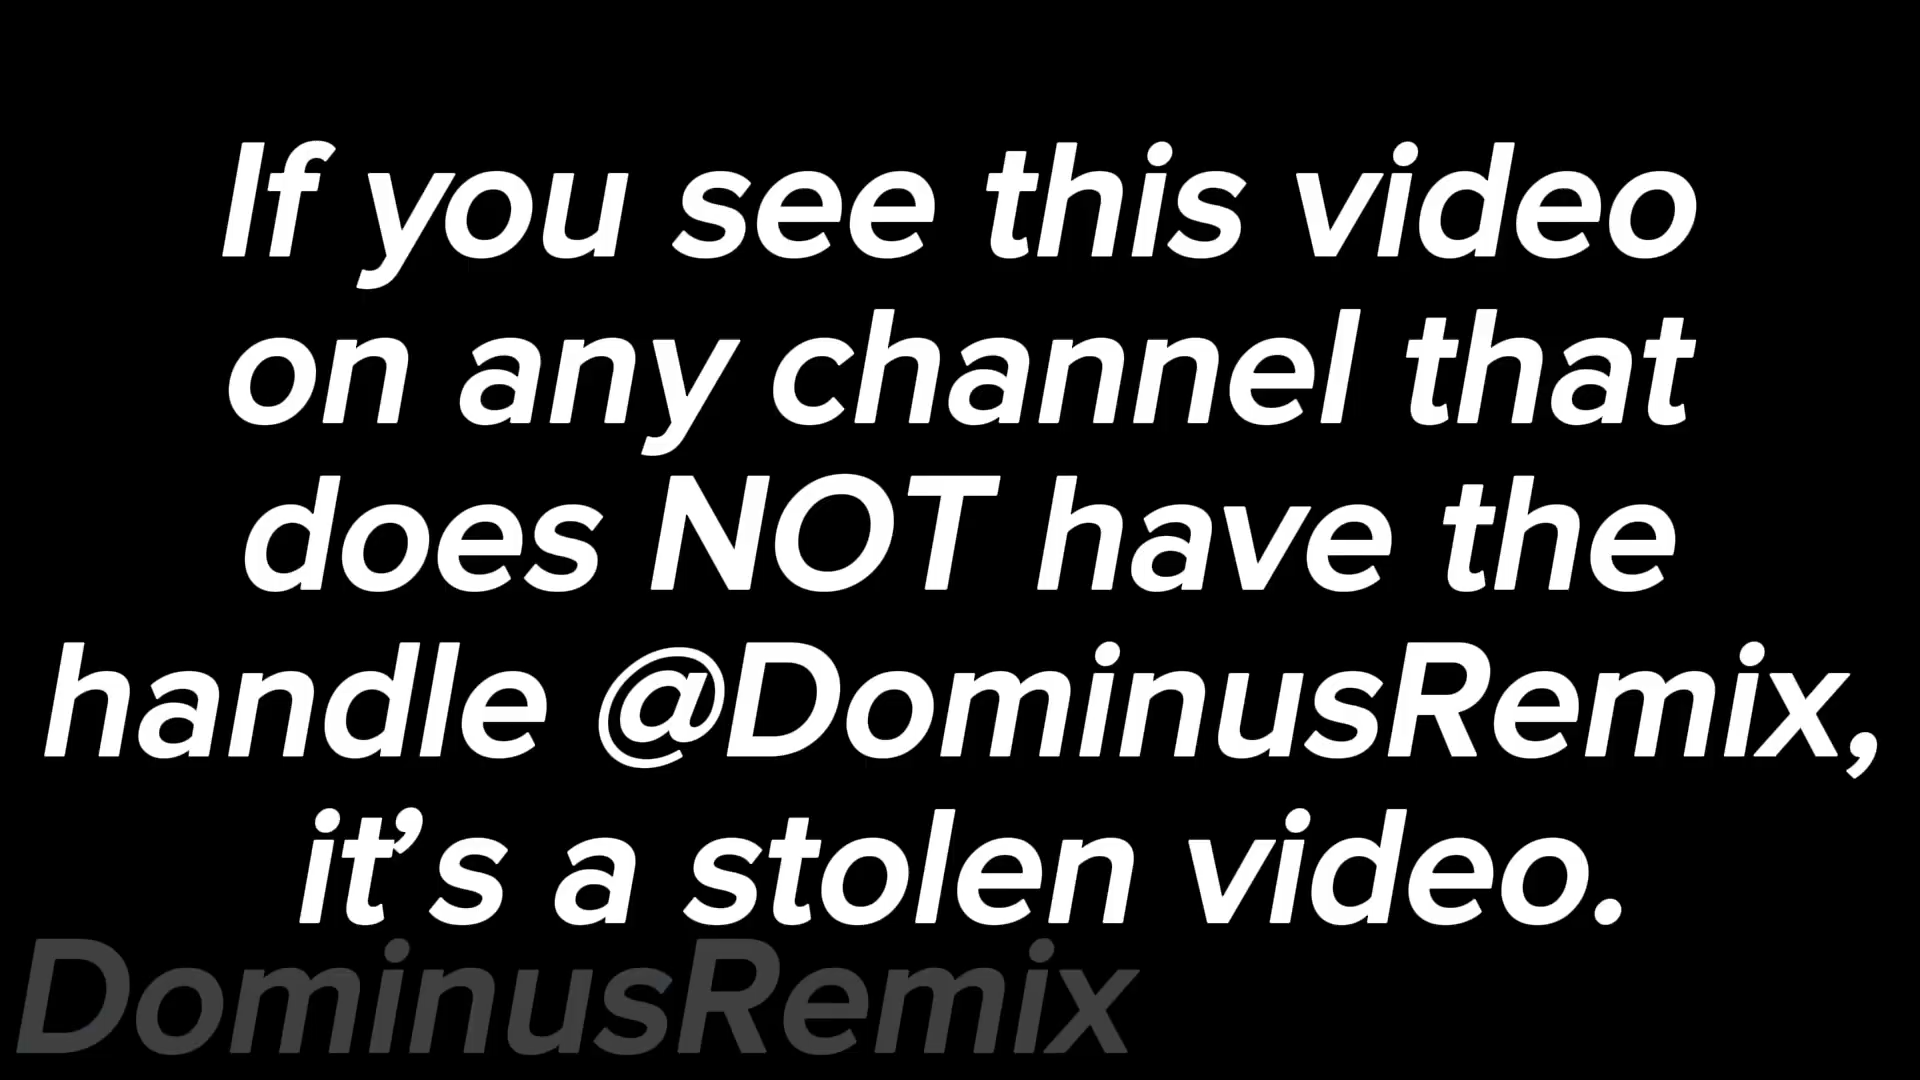 If you see this video
on any channel that
does NOT have the
handle @DominusRemix,
it’s a stolen video.
DominusRemix